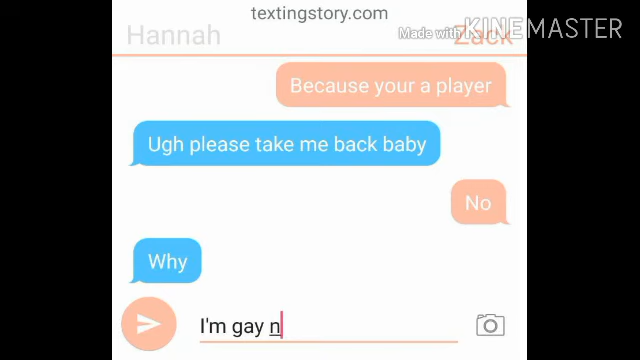 textingstory.com
Hannah
Zack
Made with KINEMASTER
Because your a player
Ugh please take me back baby
No
Why
I'm gay n